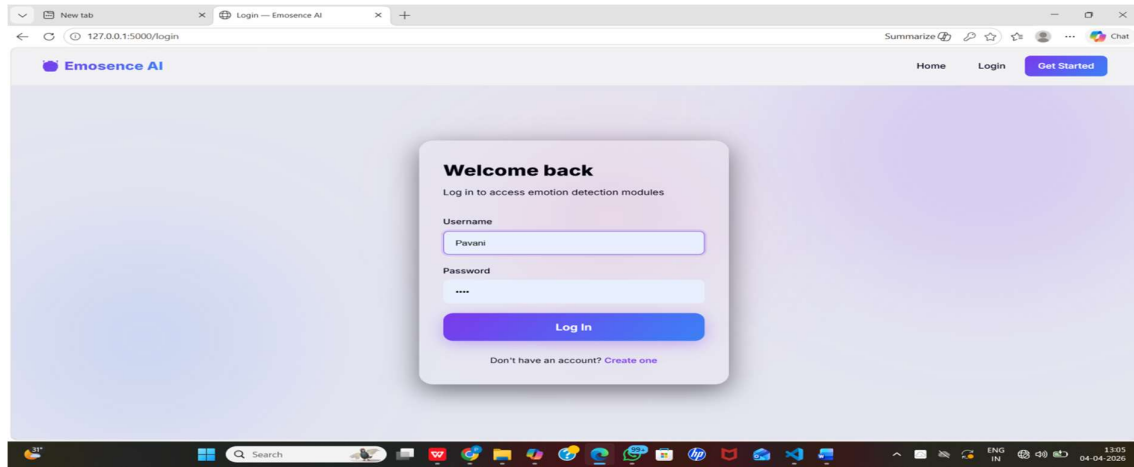 New tab
Login — Emosence AI
127.0.0.1:5000/login
Summarize
Chat
Emosence AI
Home
Login
Get Started
Welcome back
Log in to access emotion detection modules
Username
Pavani
Password
••••
Log In
Don't have an account? Create one
31°
Search
99+
hp
ENG
IN
13:05
04-04-2026